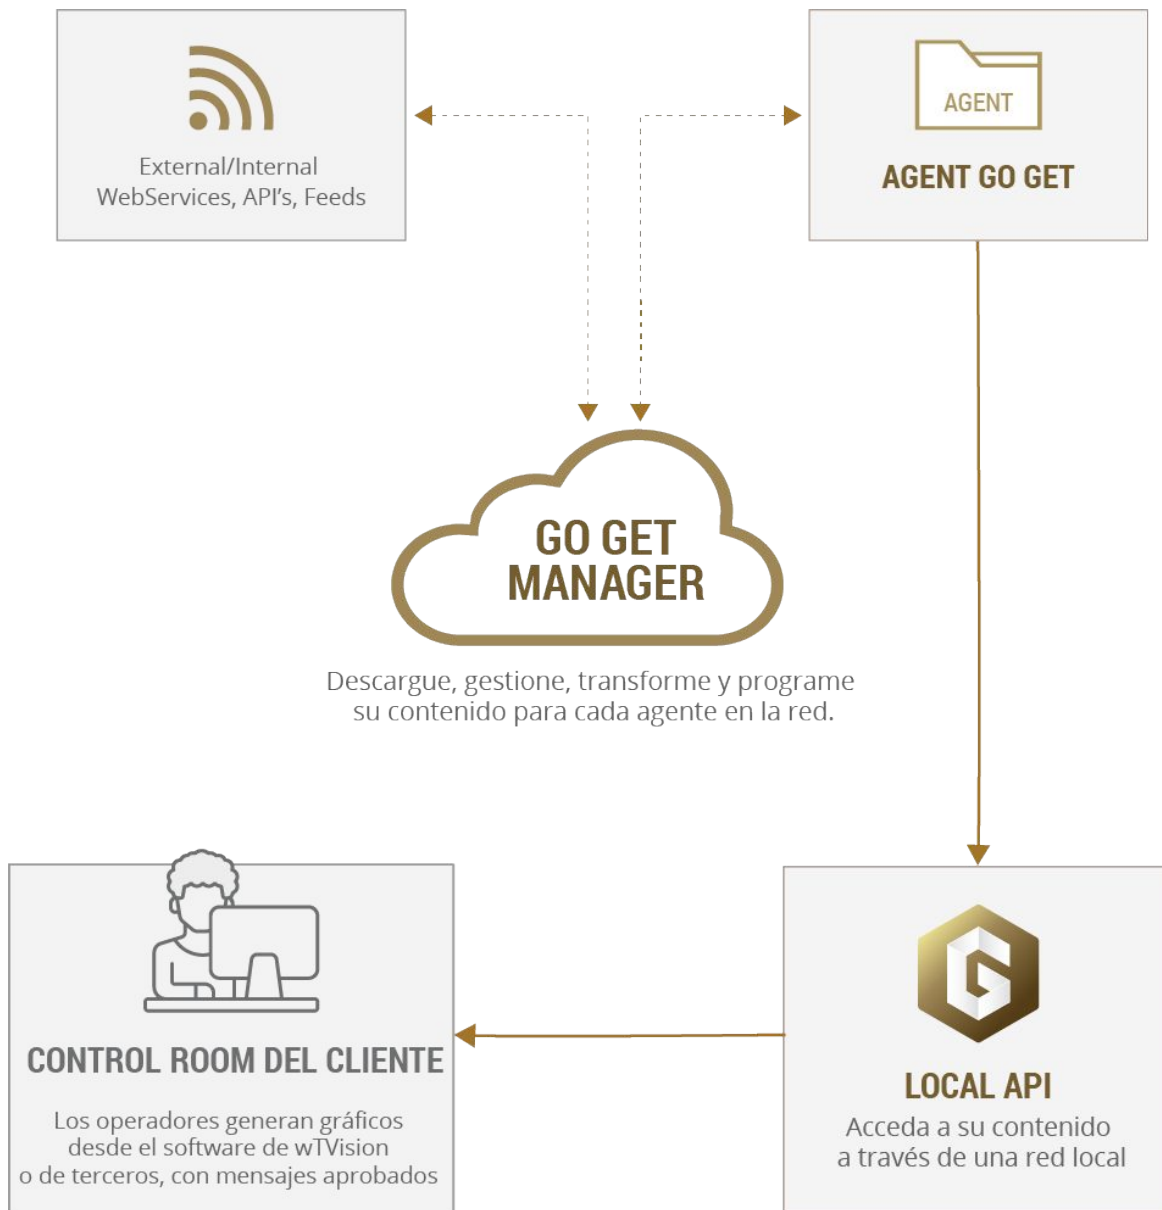 External/Internal
WebServices, API's, Feeds
AGENT
AGENT GO GET
GO GET
MANAGER
Descargue, gestione, transforme y programe
su contenido para cada agente en la red.
CONTROL ROOM DEL CLIENTE
Los operadores generan gráficos
desde el software de wTVision
o de terceros, con mensajes aprobados
G
LOCAL API
Acceda a su contenido
a través de una red local